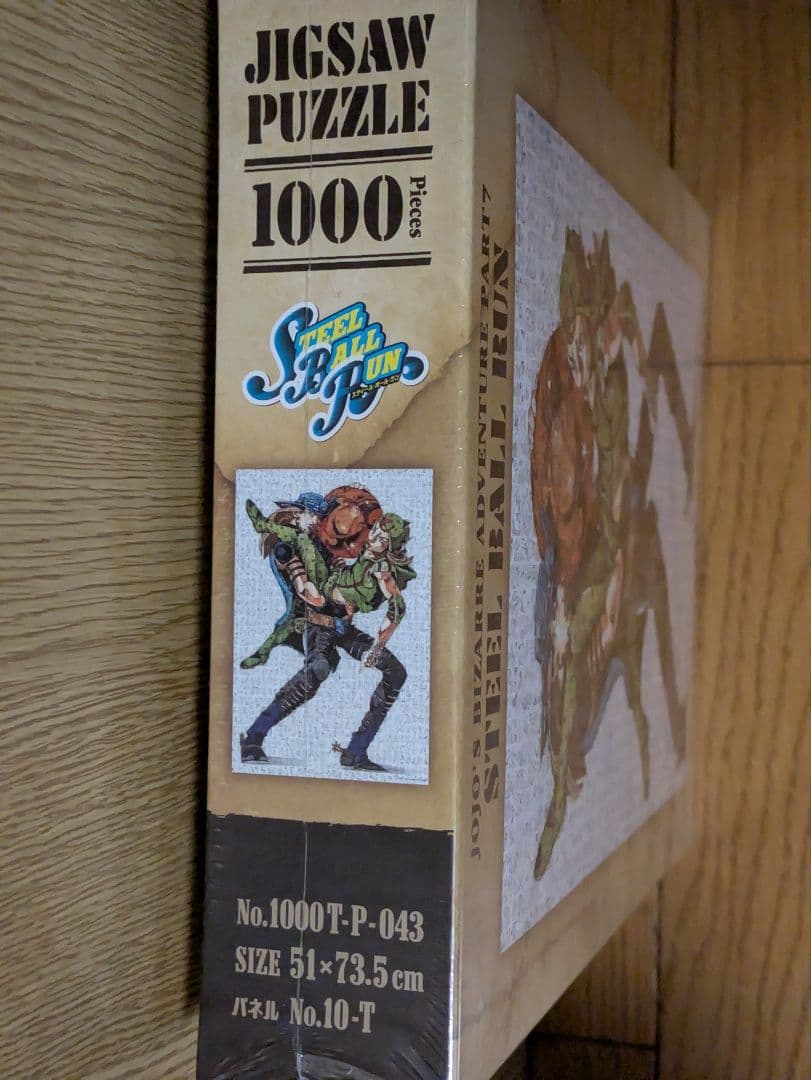 JIGSAW
PUZZLE
1000 Pieces
STEEL
BALL
RUN
スティール・ボール・ラン
No.1000T-P-043
SIZE 51×73.5cm
パネル No.10-T
JOJO'S BIZARRE ADVENTURE PART7
STEEL BALL RUN